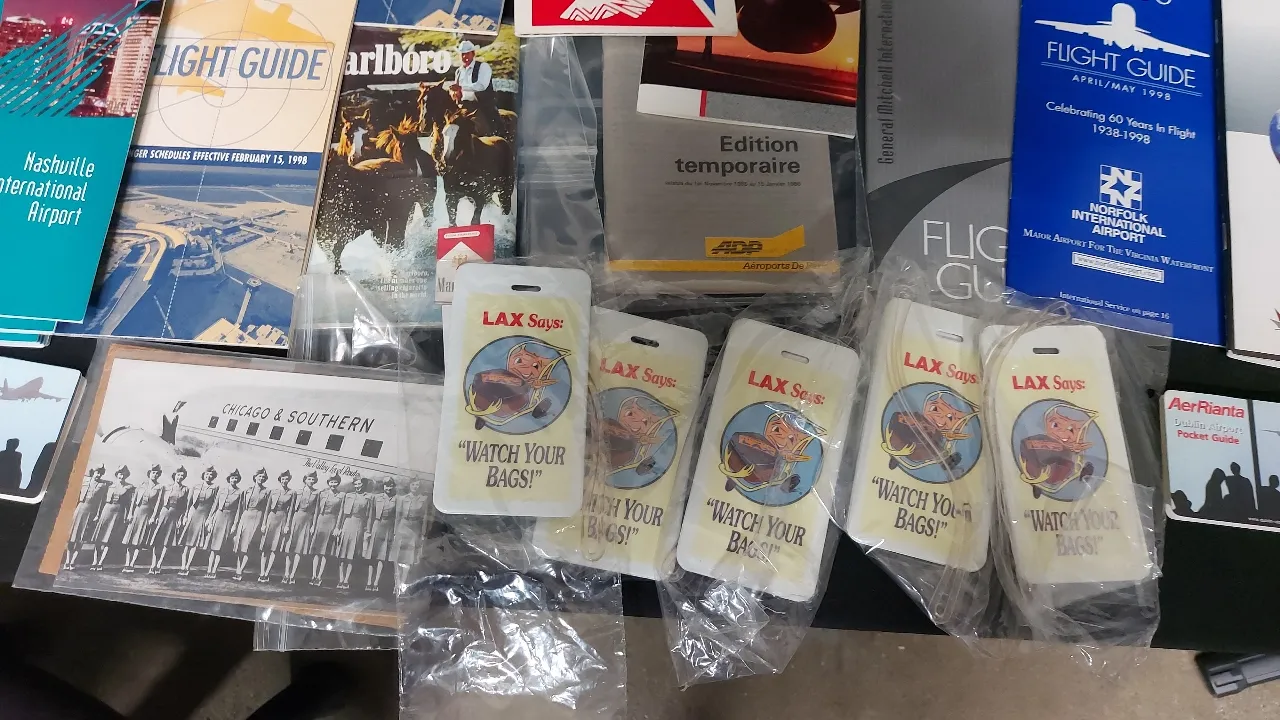 Nashville
International
Airport
FLIGHT GUIDE
SCHEDULES EFFECTIVE FEBRUARY 15, 1998
arlboro
Edition
temporaire
ADP
Aéroports De
General Mitchell Internation
FLIG
GU
FLIGHT GUIDE
APRIL/MAY 1998
Celebrating 60 Years In Flight
1938-1998
NORFOLK
INTERNATIONAL
AIRPORT
MAJOR AIRPORT FOR THE VIRGINIA WATERFRONT
International Service on page 16
CHICAGO & SOUTHERN
LAX Says:
"WATCH YOUR
BAGS!"
LAX Says:
WATCH YOUR
BAGS!"
LAX Says:
"WATCH YOUR
BAGS!"
LAX Says:
"WATCH YOUR
BAGS!"
LAX Says:
"WATCH YOUR
BAGS!"
AerRianta
Dublin Airport
Pocket Guide